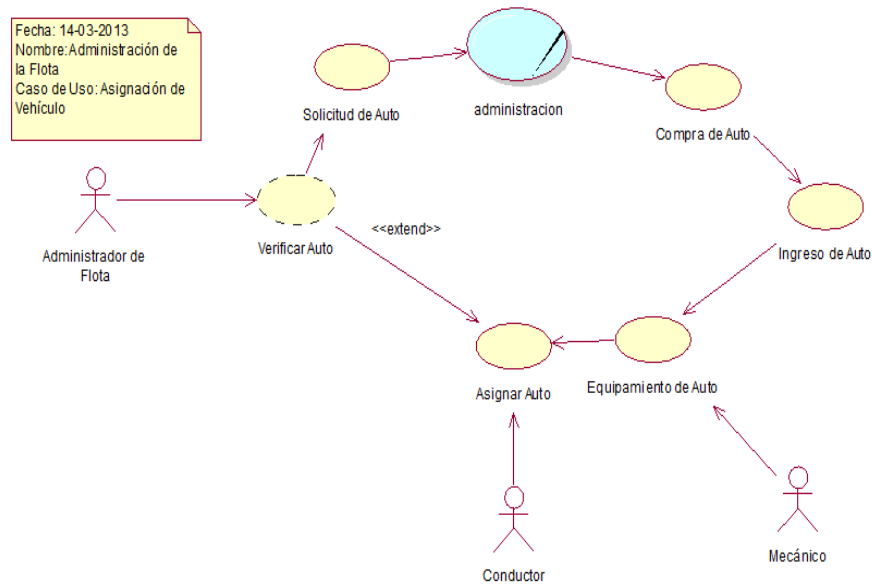 Fecha: 14-03-2013
Nombre: Administración de
la Flota
Caso de Uso: Asignación de
Vehículo
Solicitud de Auto
administracion
Compra de Auto
Administrador de
Flota
Verificar Auto
<<extend>>
Ingreso de Auto
Asignar Auto
Equipamiento de Auto
Conductor
Mecánico